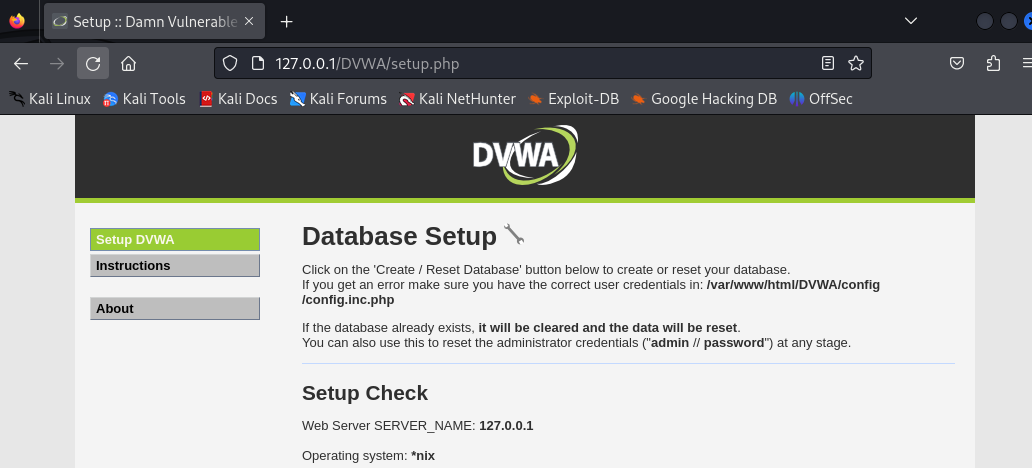 Setup :: Damn Vulnerable
127.0.0.1/DVWA/setup.php
Kali Linux Kali Tools Kali Docs Kali Forums Kali NetHunter Exploit-DB Google Hacking DB OffSec
DVWA
Setup DVWA
Instructions
About
Database Setup
Click on the 'Create / Reset Database' button below to create or reset your database.
If you get an error make sure you have the correct user credentials in: /var/www/html/DVWA/config
/config.inc.php
If the database already exists, it will be cleared and the data will be reset.
You can also use this to reset the administrator credentials ("admin // password") at any stage.
Setup Check
Web Server SERVER_NAME: 127.0.0.1
Operating system: *nix